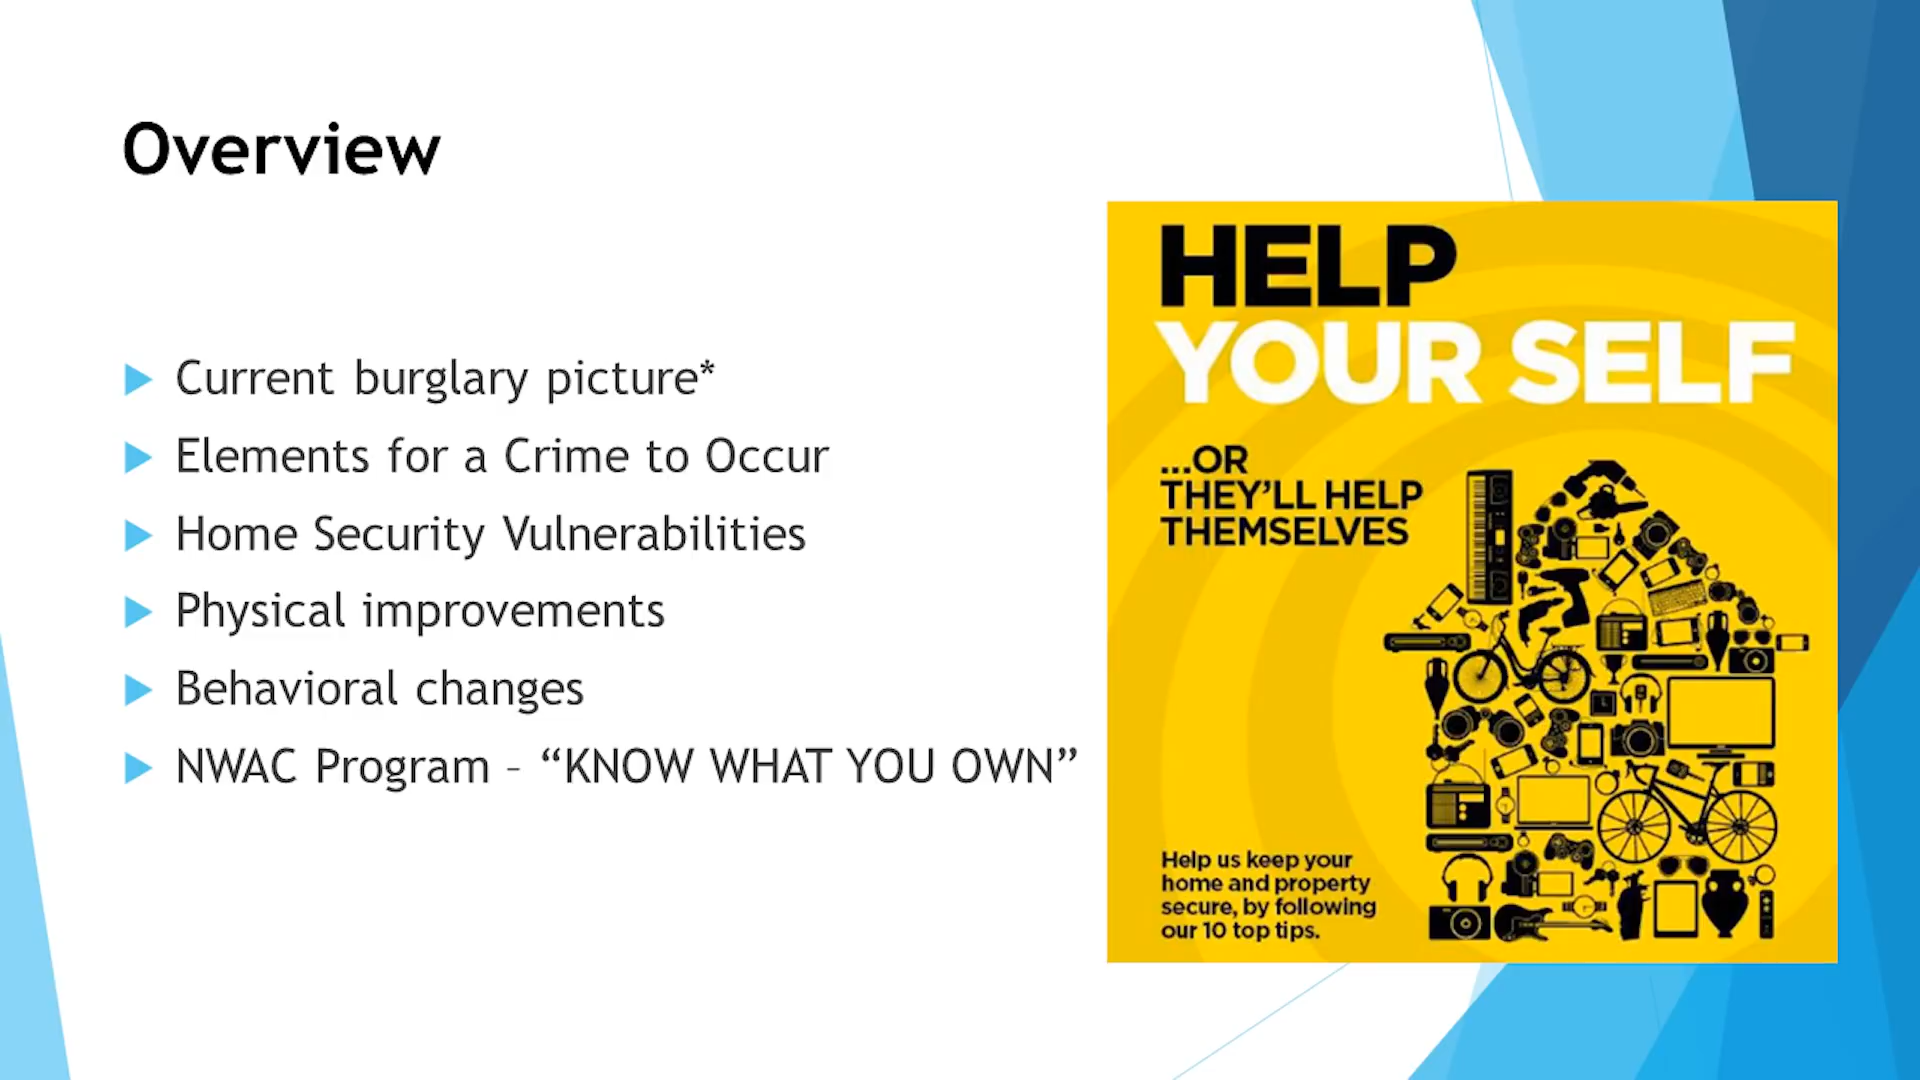 Overview
Current burglary picture*
Elements for a Crime to Occur
Home Security Vulnerabilities
Physical improvements
Behavioral changes
NWAC Program – “KNOW WHAT YOU OWN”
HELP
YOUR SELF
...OR
THEY’LL HELP
THEMSELVES
Help us keep your
home and property
secure, by following
our 10 top tips.